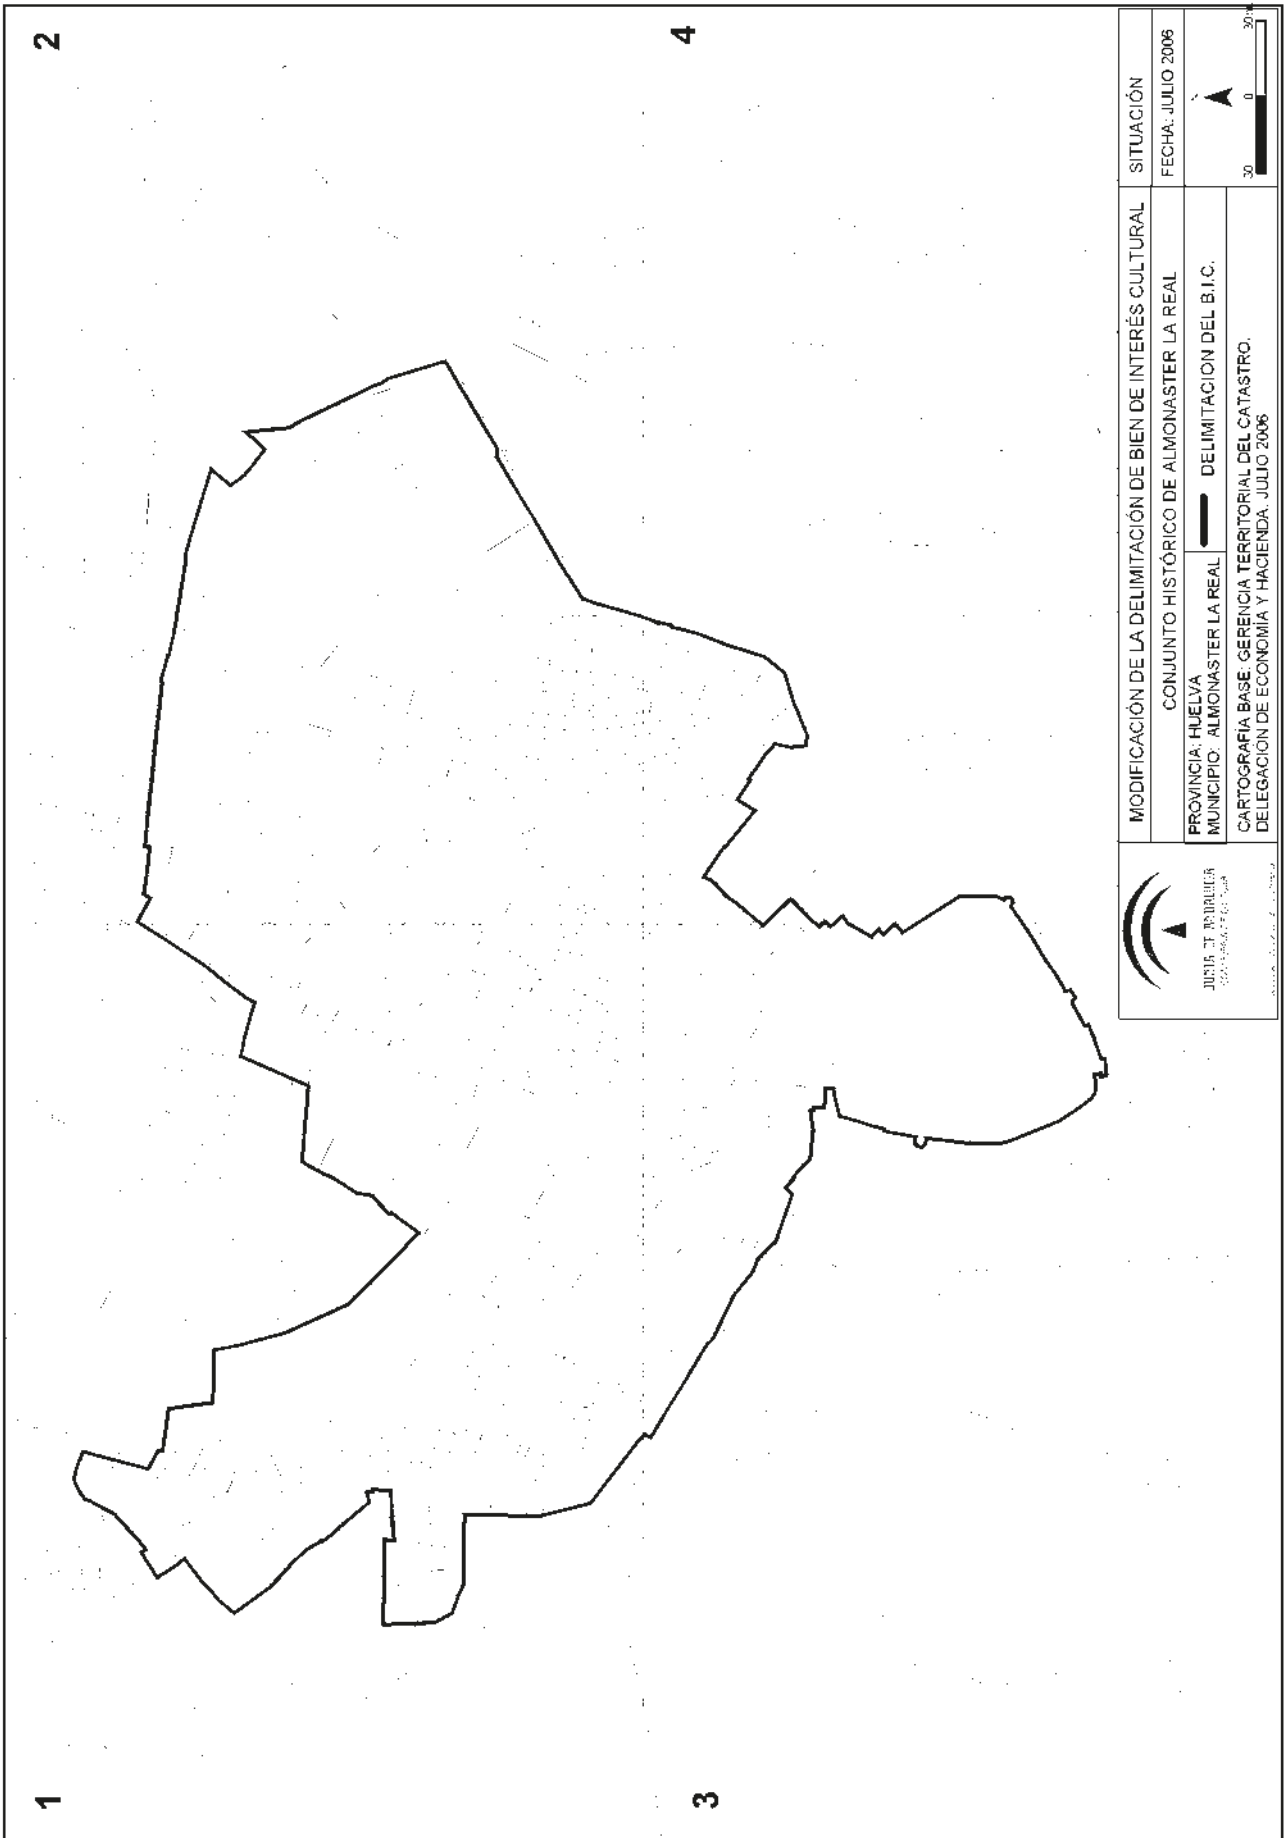 1
2
3
4
MODIFICACIÓN DE LA DELIMITACIÓN DE BIEN DE INTERÉS CULTURAL
SITUACIÓN
CONJUNTO HISTÓRICO DE ALMONASTER LA REAL
FECHA: JULIO 2006
PROVINCIA: HUELVA
MUNICIPIO: ALMONASTER LA REAL
DELIMITACION DEL B.I.C.
CARTOGRAFÍA BASE: GERENCIA TERRITORIAL DEL CATASTRO.
DELEGACIÓN DE ECONOMÍA Y HACIENDA. JULIO 2006
30 0 30
JUNTA DE ANDALUCIA